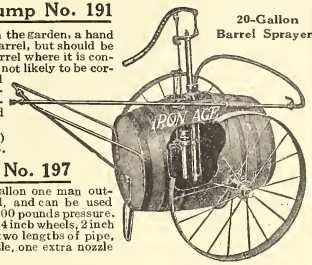 ump No. 191
n the garden, a hand
arrel, but should be
rrel where it is con-
not likely to be cor-
d
d
)
s.
No. 197
allon one man out-
l, and can be used
00 pounds pressure.
4 inch wheels, 2 inch
two lengths of pipe,
le, one extra nozzle
20-Gallon
Barrel Sprayer
IRON AGE